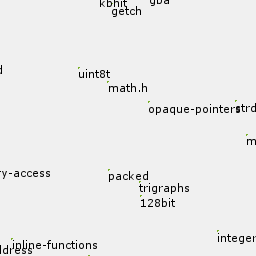 kbhit
gba
getch
d
uint8t
math.h
opaque-pointers
strd
m
ry-access
packed
trigraphs
128bit
integer
inline-functions
ddress